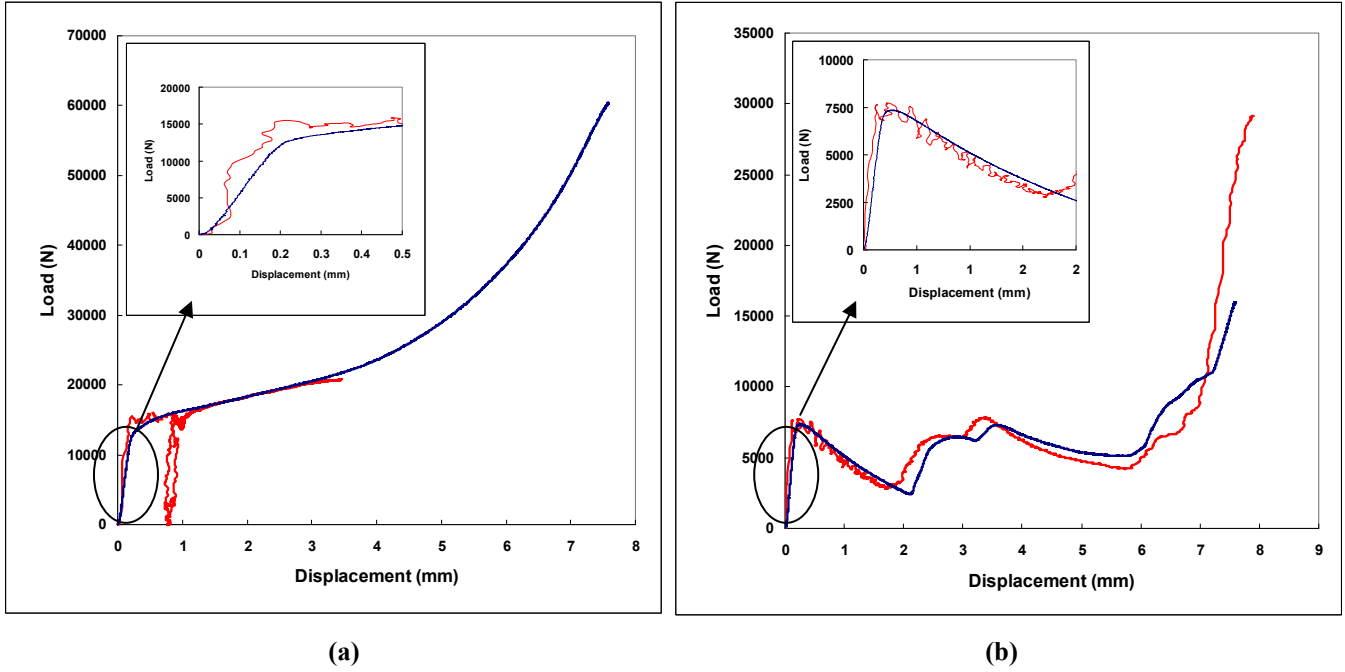 70000
60000
50000
40000
30000
20000
10000
0
0 1 2 3 4 5 6 7 8
Load (N)
Displacement (mm)
20000
15000
10000
5000
0
0 0.1 0.2 0.3 0.4 0.5
Load (N)
Displacement (mm)
(a)
35000
30000
25000
20000
15000
10000
5000
0
0 1 2 3 4 5 6 7 8 9
Load (N)
Displacement (mm)
10000
7500
5000
2500
0
0 1 1 2 2
Load (N)
Displacement (mm)
(b)